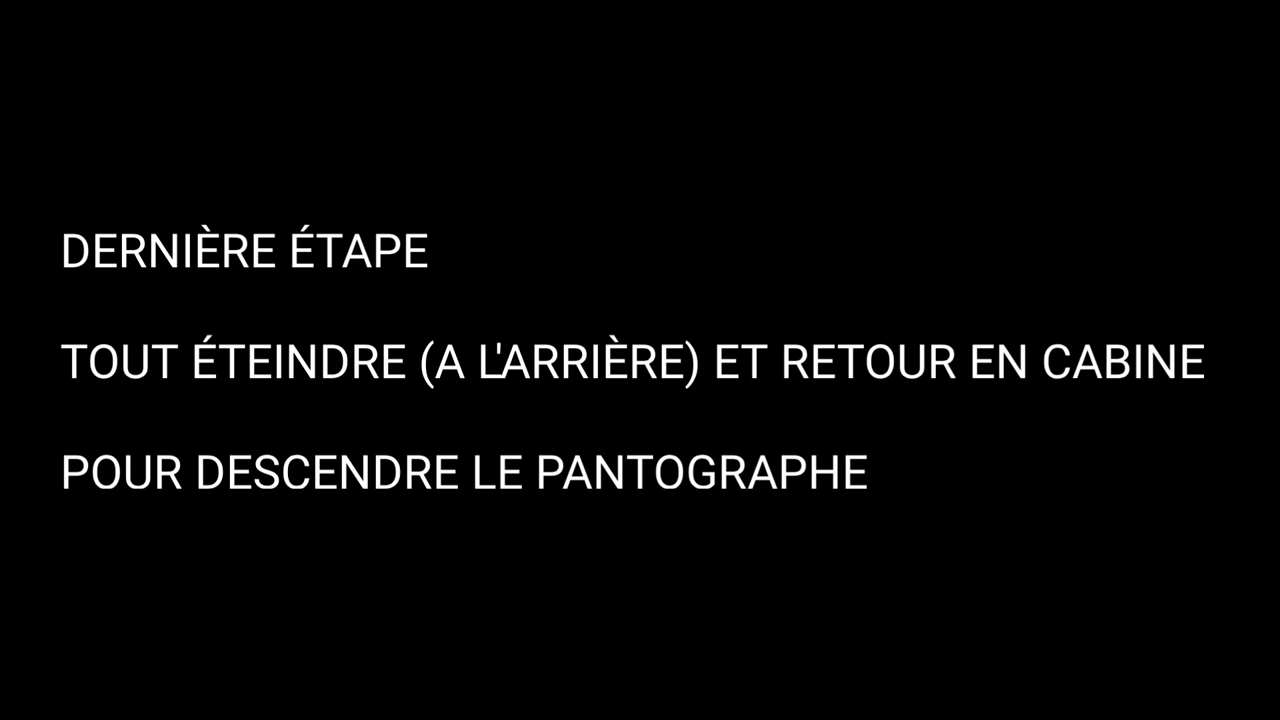 DERNIÈRE ÉTAPE
TOUT ÉTEINDRE (A L'ARRIÈRE) ET RETOUR EN CABINE
POUR DESCENDRE LE PANTOGRAPHE